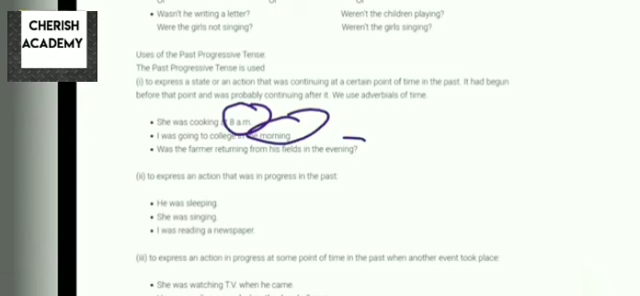 CHERISH
ACADEMY
• Wasn't he writing a letter? Weren't the children playing?
Were the girls not singing? Weren't the girls singing?
Uses of the Past Progressive Tense:
The Past Progressive Tense is used
(i) to express a state or an action that was continuing at a certain point of time in the past. It had begun
before that point and was probably continuing after it. We use adverbials of time.
• She was cooking 8 a.m.
• I was going to college morning
• Was the farmer returning from his fields in the evening?
(ii) to express an action that was in progress in the past:
• He was sleeping.
• She was singing.
• I was reading a newspaper.
(iii) to express an action in progress at some point of time in the past when another event took place:
• She was watching T.V. when he came.